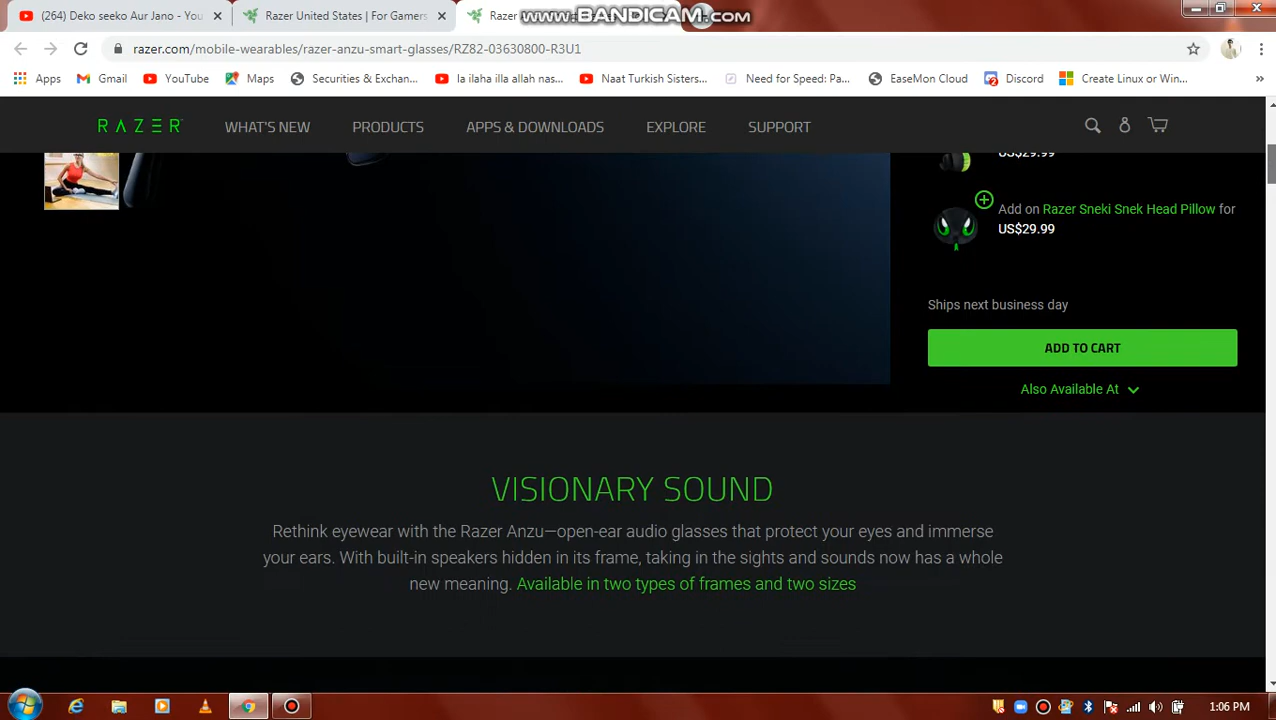 (264) Deko seeko Aur Jano - You
Razer United States | For Gamers
Razer
www.BANDICAM.com
razer.com/mobile-wearables/razer-anzu-smart-glasses/RZ82-03630800-R3U1
Apps
Gmail
YouTube
Maps
Securities & Exchan...
la ilaha illa allah nas...
Naat Turkish Sisters...
Need for Speed: Pa...
EaseMon Cloud
Discord
Create Linux or Win...
RAZER
WHAT'S NEW
PRODUCTS
APPS & DOWNLOADS
EXPLORE
SUPPORT
US$29.99
Add on Razer Sneki Snek Head Pillow for
US$29.99
Ships next business day
ADD TO CART
Also Available At
VISIONARY SOUND
Rethink eyewear with the Razer Anzu—open-ear audio glasses that protect your eyes and immerse
your ears. With built-in speakers hidden in its frame, taking in the sights and sounds now has a whole
new meaning. Available in two types of frames and two sizes
1:06 PM